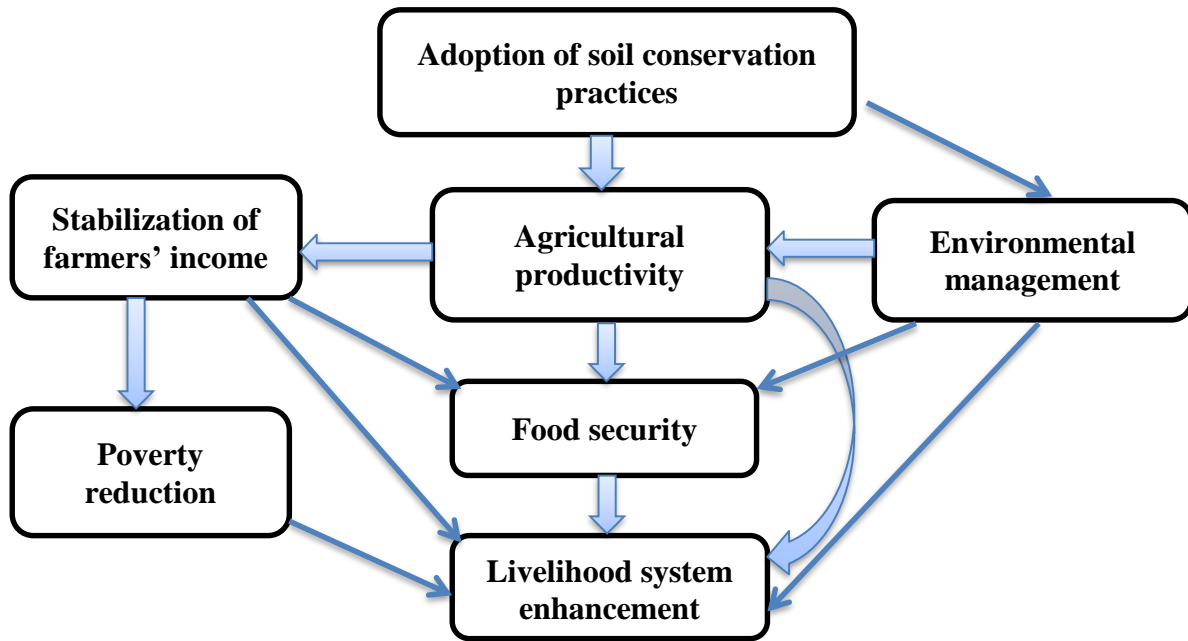 Adoption of soil conservation
practices
Stabilization of
farmers’ income
Agricultural
productivity
Environmental
management
Food security
Poverty
reduction
Livelihood system
enhancement